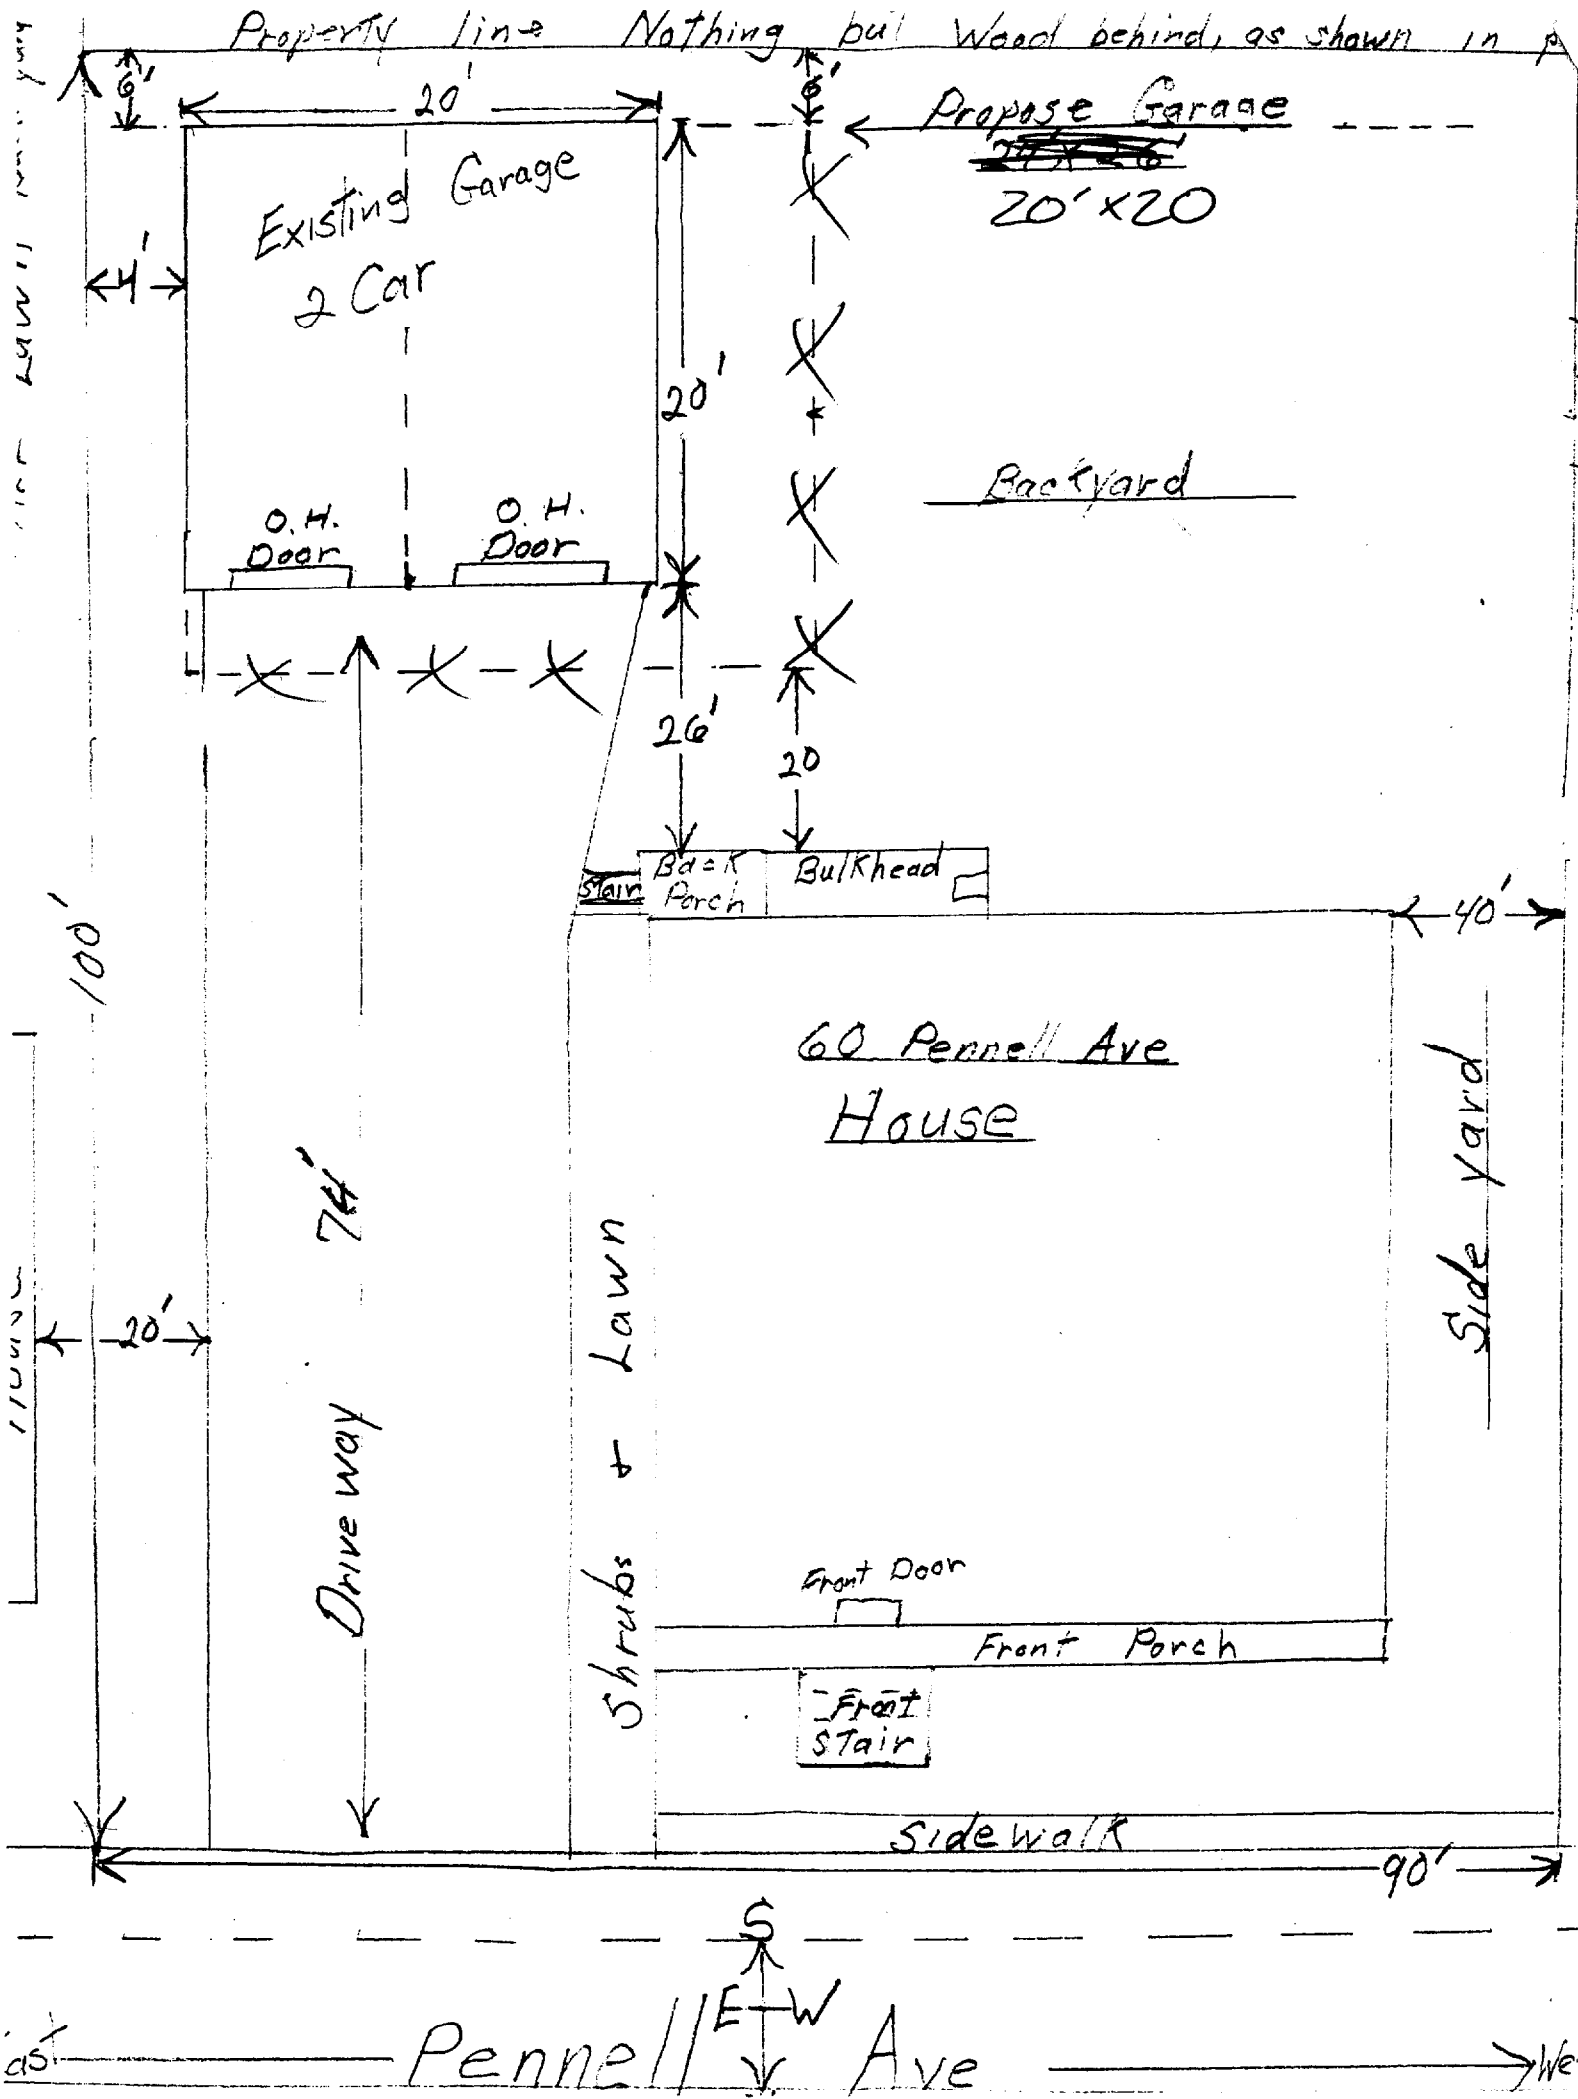 Property line Nothing but Wood behind, as shown in
6'
20'
6'
Propose Garage
20'x20
Existing Garage
2 Car
4'
20'
Backyard
O.H.
Door
O.H.
Door
26'
20
Stair
Back
Porch
Bulkhead
40'
100'
60 Pennell Ave
House
Side yard
74'
20'
Driveway
Shrubs + Lawn
Front Door
Front Porch
Front
Stair
Sidewalk
90'
S
E W
Pennell Ave